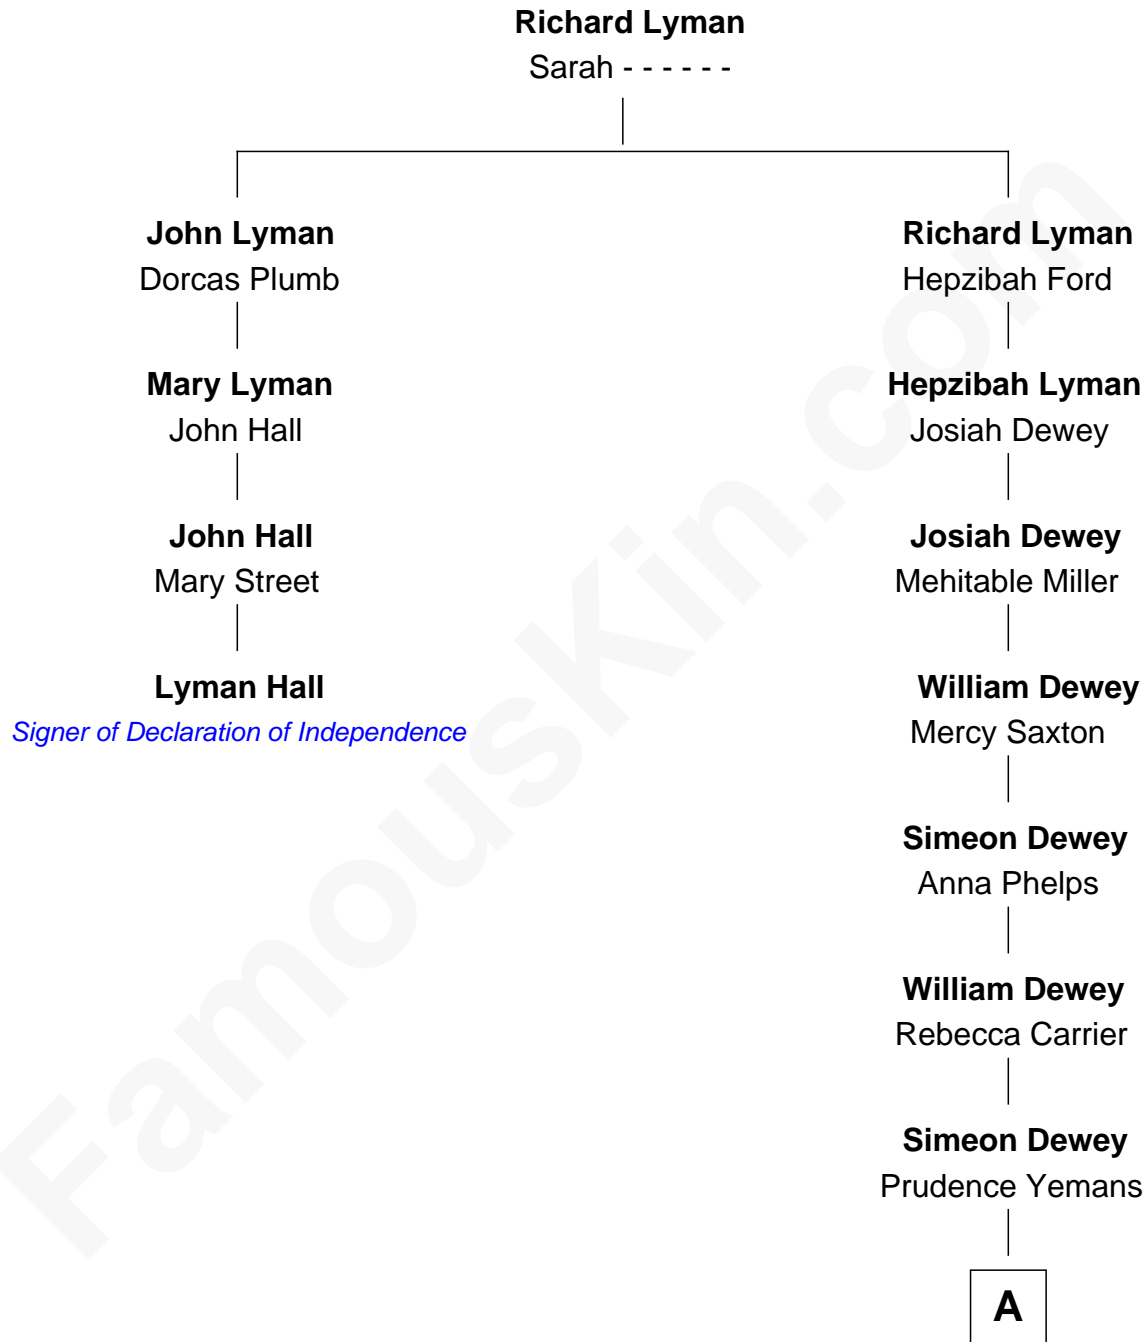 Richard Lyman
Sarah - - - - - -
John Lyman
Dorcas Plumb
Mary Lyman
John Hall
John Hall
Mary Street
Lyman Hall
Signer of Declaration of Independence
Richard Lyman
Hepzibah Ford
Hepzibah Lyman
Josiah Dewey
Josiah Dewey
Mehitable Miller
William Dewey
Mercy Saxton
Simeon Dewey
Anna Phelps
William Dewey
Rebecca Carrier
Simeon Dewey
Prudence Yemans
A
FamousKin.com